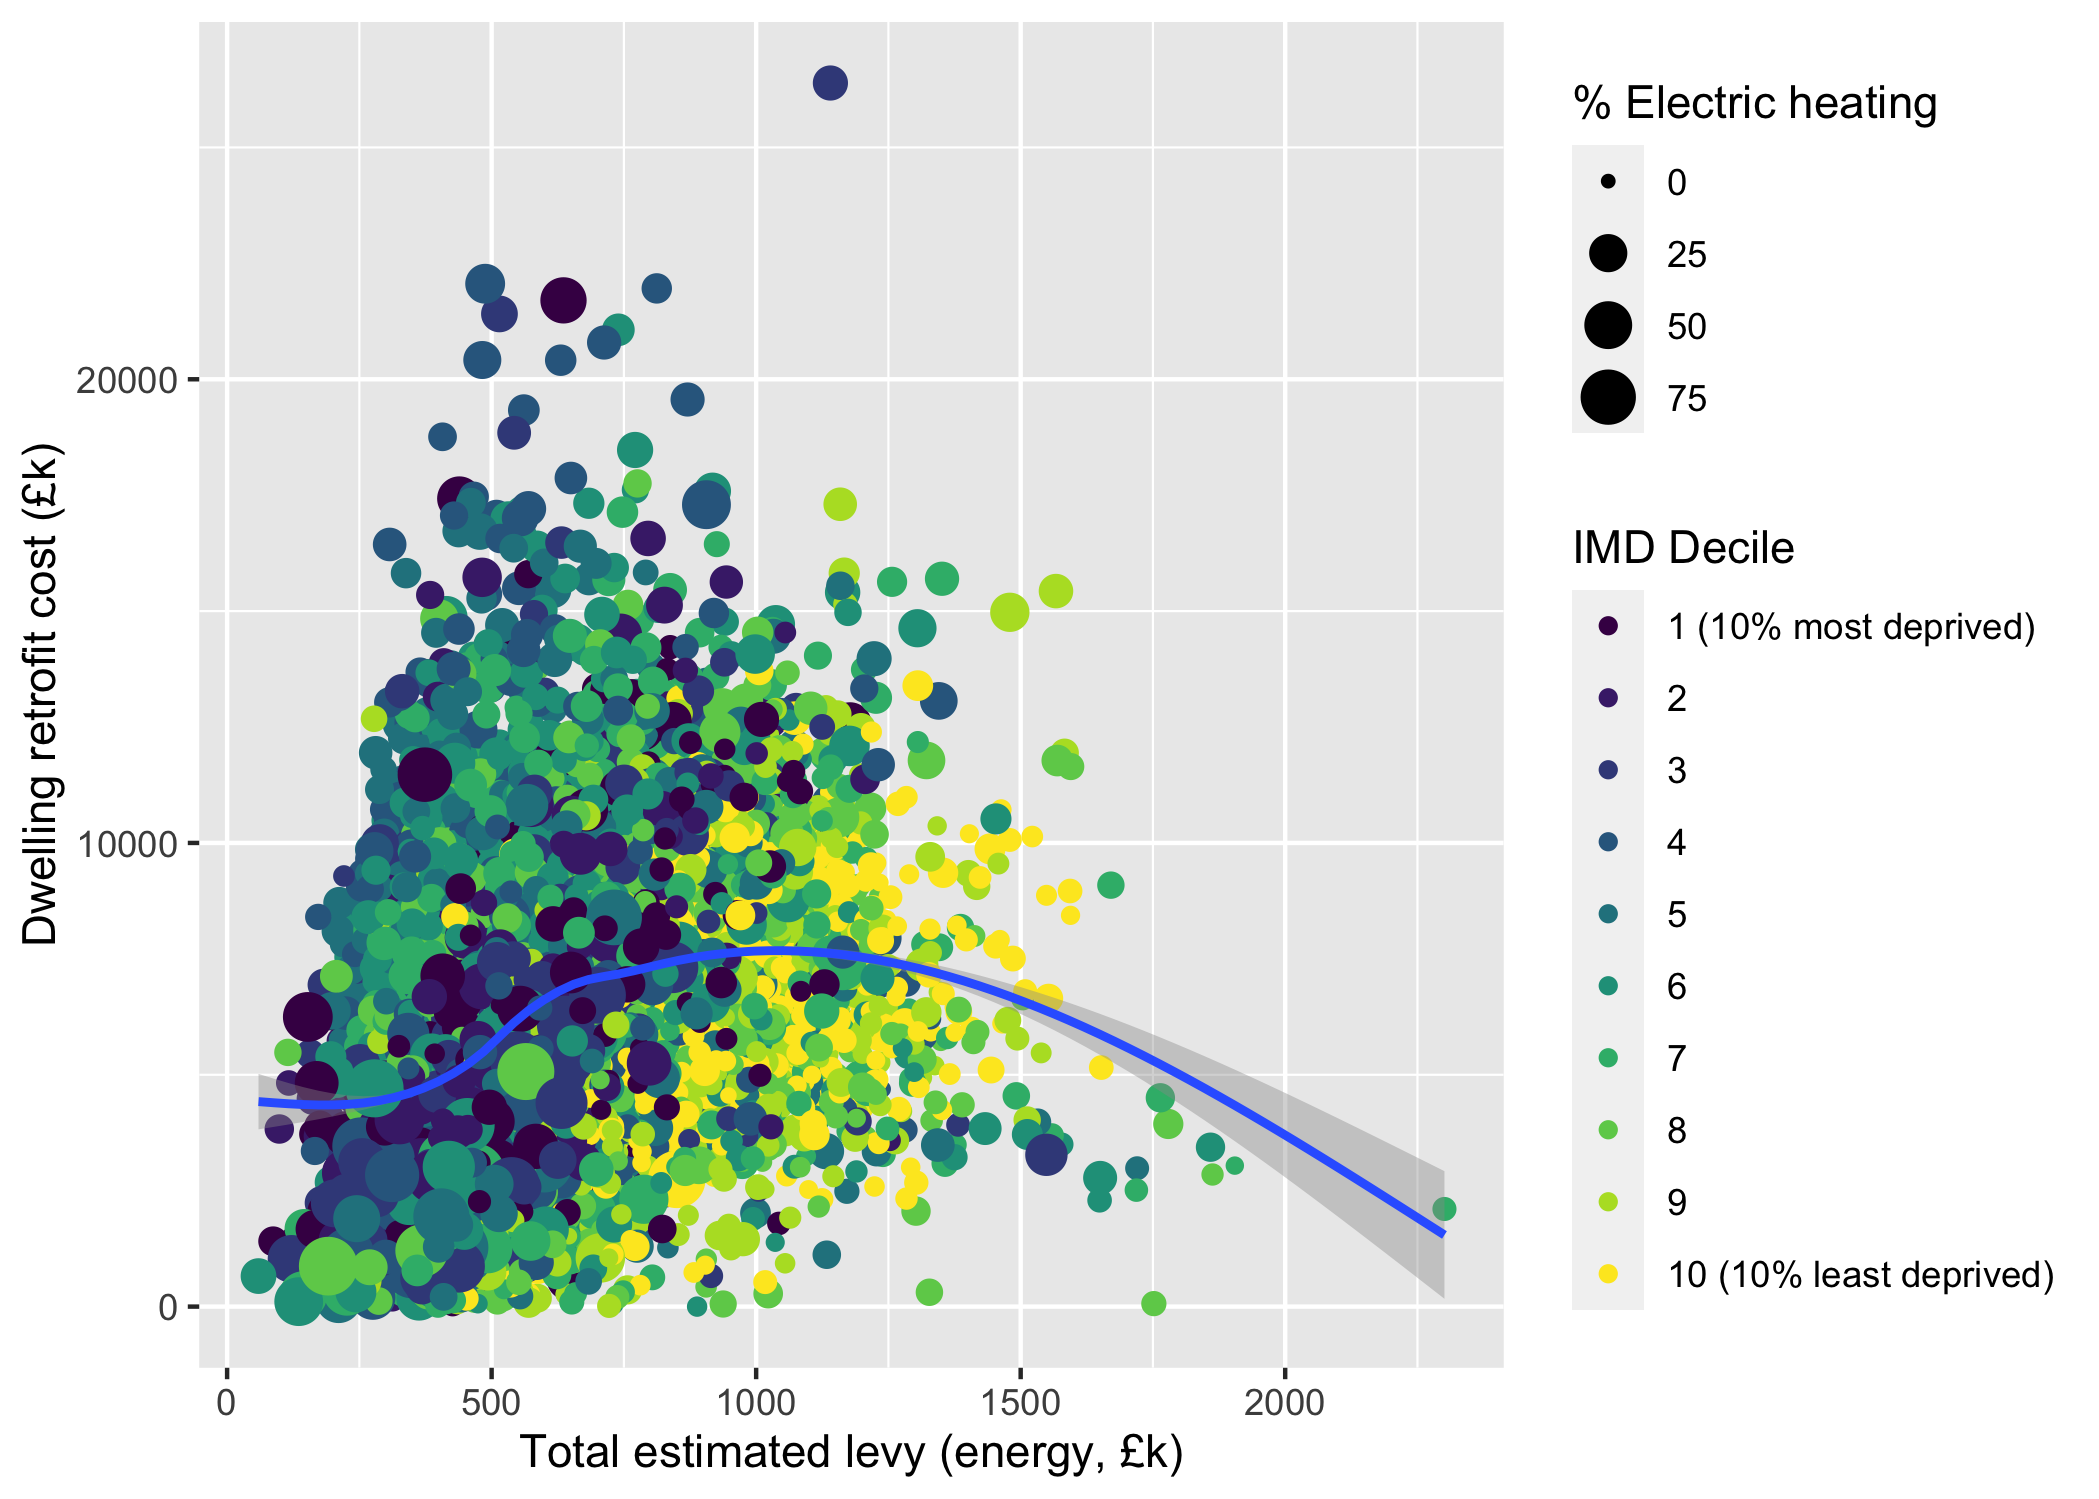 Dwelling retrofit cost (£k)
20000
10000
0
0 500 1000 1500 2000
Total estimated levy (energy, £k)
% Electric heating
0
25
50
75
IMD Decile
1 (10% most deprived)
2
3
4
5
6
7
8
9
10 (10% least deprived)